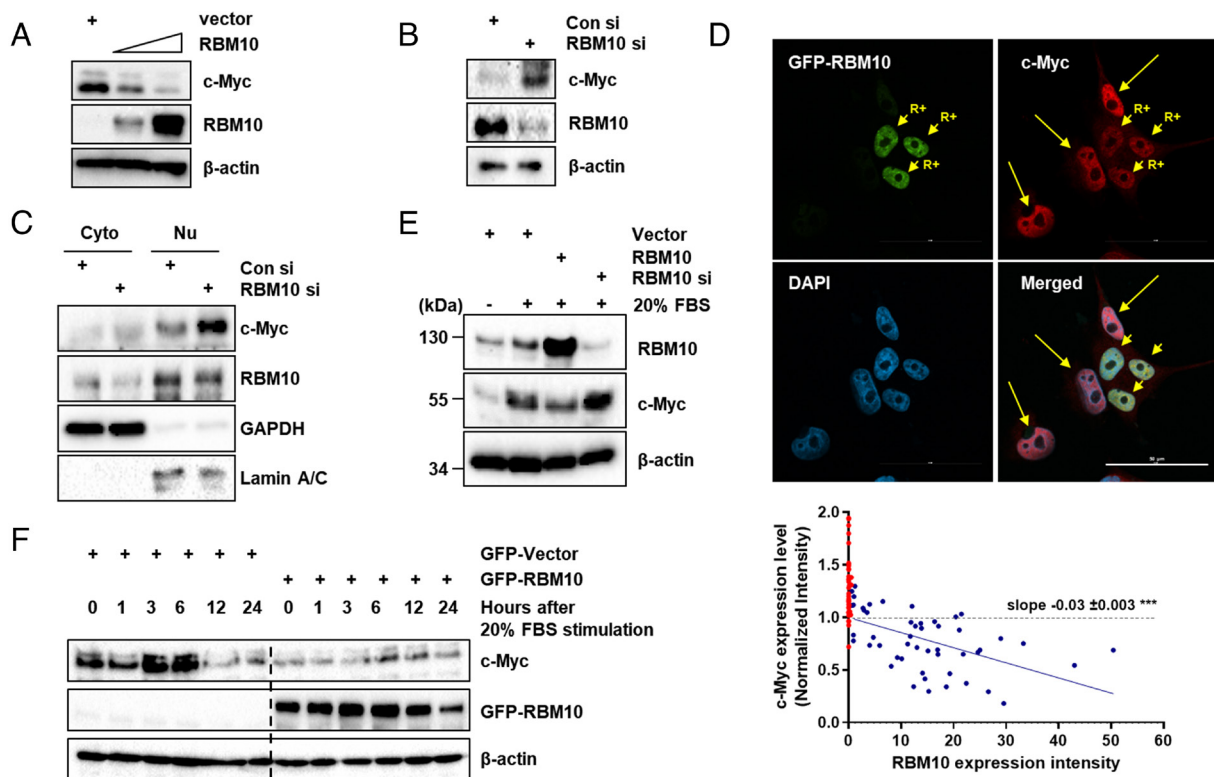 A
+ vector
RBM10
c-Myc
RBM10
β-actin
B
+ Con si
+ RBM10 si
c-Myc
RBM10
β-actin
C
Cyto Nu
+ + Con si
+ + RBM10 si
c-Myc
RBM10
GAPDH
Lamin A/C
D
GFP-RBM10
R+
R+
R+
c-Myc
R+
R+
R+
DAPI
Merged
50 μm
c-Myc expression level
(Normalized Intensity)
2.0
1.5
1.0
0.5
0.0
slope -0.03 ±0.003 ***
0 10 20 30 40 50 60
RBM10 expression intensity
E
+ + Vector
+ RBM10
+ RBM10 si
(kDa) - + + + 20% FBS
130
RBM10
55
c-Myc
34
β-actin
F
+ + + + + + GFP-Vector
+ + + + + + GFP-RBM10
0 1 3 6 12 24 0 1 3 6 12 24 Hours after
20% FBS stimulation
c-Myc
GFP-RBM10
β-actin